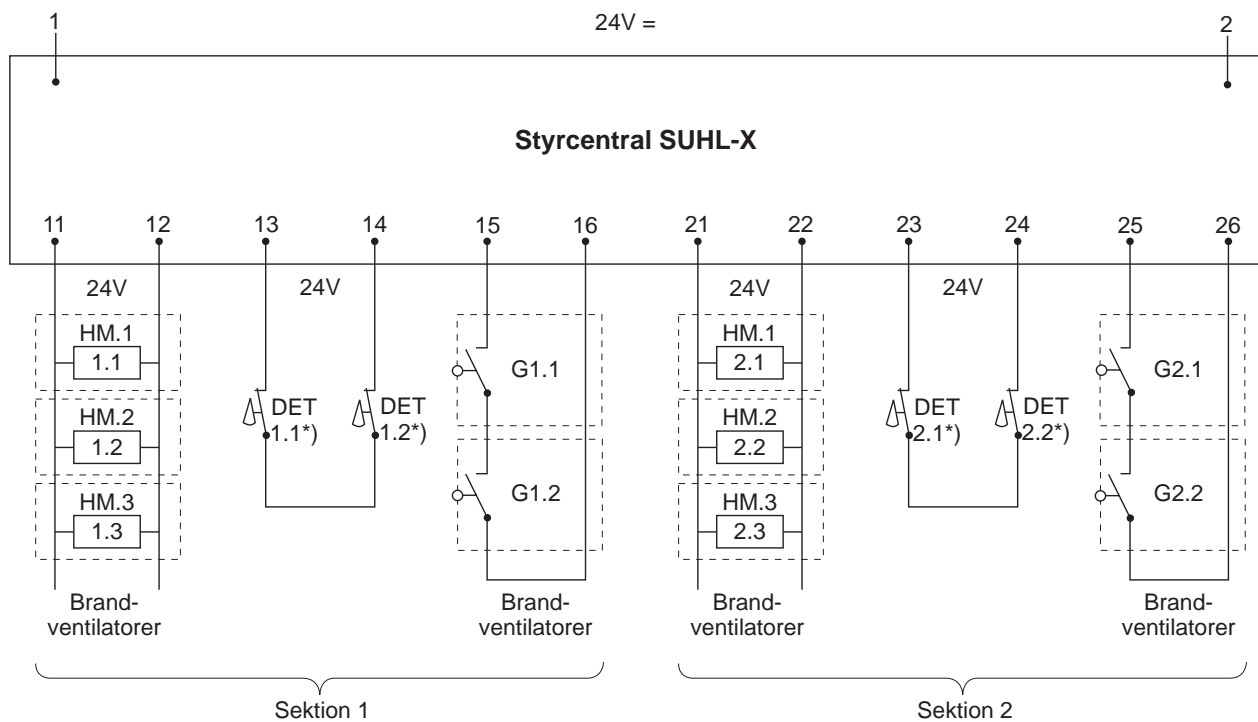 1 24V = 2
Styrcentral SUHL-X
11 12 13 14 15 16 21 22 23 24 25 26
24V 24V 24V 24V
HM.1
1.1
HM.2
1.2
HM.3
1.3
DET
1.1*)
DET
1.2*)
G1.1
G1.2
HM.1
2.1
HM.2
2.2
HM.3
2.3
DET
2.1*)
DET
2.2*)
G2.1
G2.2
Brand-
ventilatorer
Brand-
ventilatorer
Brand-
ventilatorer
Brand-
ventilatorer
Sektion 1
Sektion 2